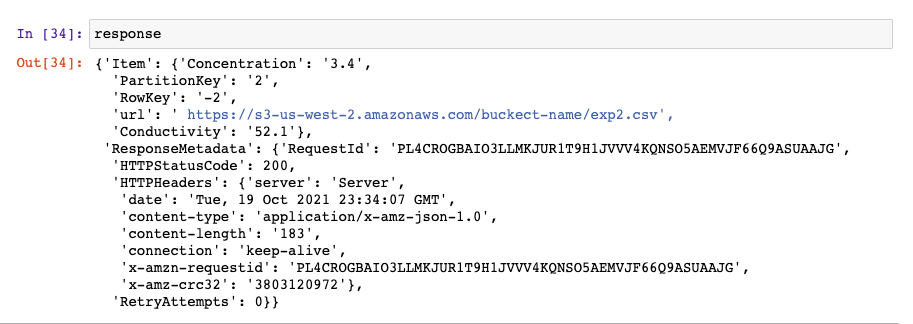 In [34]: response
Out[34]: {'Item': {'Concentration': '3.4',
'PartitionKey': '2',
'RowKey': '-2',
'url': ' https://s3-us-west-2.amazonaws.com/buckect-name/exp2.csv',
'Conductivity': '52.1'},
'ResponseMetadata': {'RequestId': 'PL4CROGBAIO3LLMKJUR1T9H1JVVV4KQNSO5AEMVJF66Q9ASUAAJG',
'HTTPStatusCode': 200,
'HTTPHeaders': {'server': 'Server',
'date': 'Tue, 19 Oct 2021 23:34:07 GMT',
'content-type': 'application/x-amz-json-1.0',
'content-length': '183',
'connection': 'keep-alive',
'x-amzn-requestid': 'PL4CROGBAIO3LLMKJUR1T9H1JVVV4KQNSO5AEMVJF66Q9ASUAAJG',
'x-amz-crc32': '3803120972'},
'RetryAttempts': 0}}